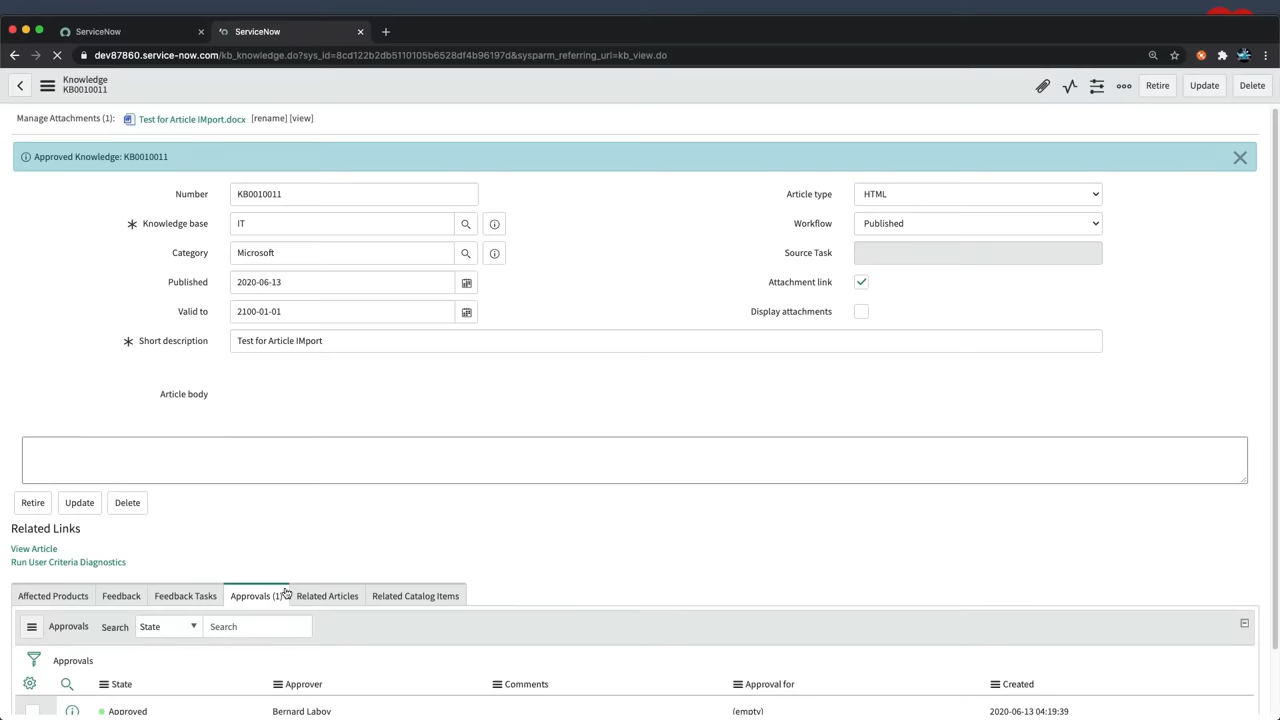 ServiceNow
ServiceNow
dev87860.service-now.com/kb_knowledge.do?sys_id=8cd122b2db5110105b6528df4b96197d&sysparm_referring_url=kb_view.do
Knowledge
KB0010011
Retire
Update
Delete
Manage Attachments (1): Test for Article IMport.docx [rename] [view]
Approved Knowledge: KB0010011
Number KB0010011 Article type HTML
Knowledge base IT Workflow Published
Category Microsoft Source Task
Published 2020-06-13 Attachment link
Valid to 2100-01-01 Display attachments
Short description Test for Article IMport
Article body
Retire Update Delete
Related Links
View Article
Run User Criteria Diagnostics
Affected Products Feedback Feedback Tasks Approvals (1) Related Articles Related Catalog Items
Approvals Search State Search
Approvals
State Approver Comments Approval for Created
Approved Bernard Laboy (empty) 2020-06-13 04:19:39